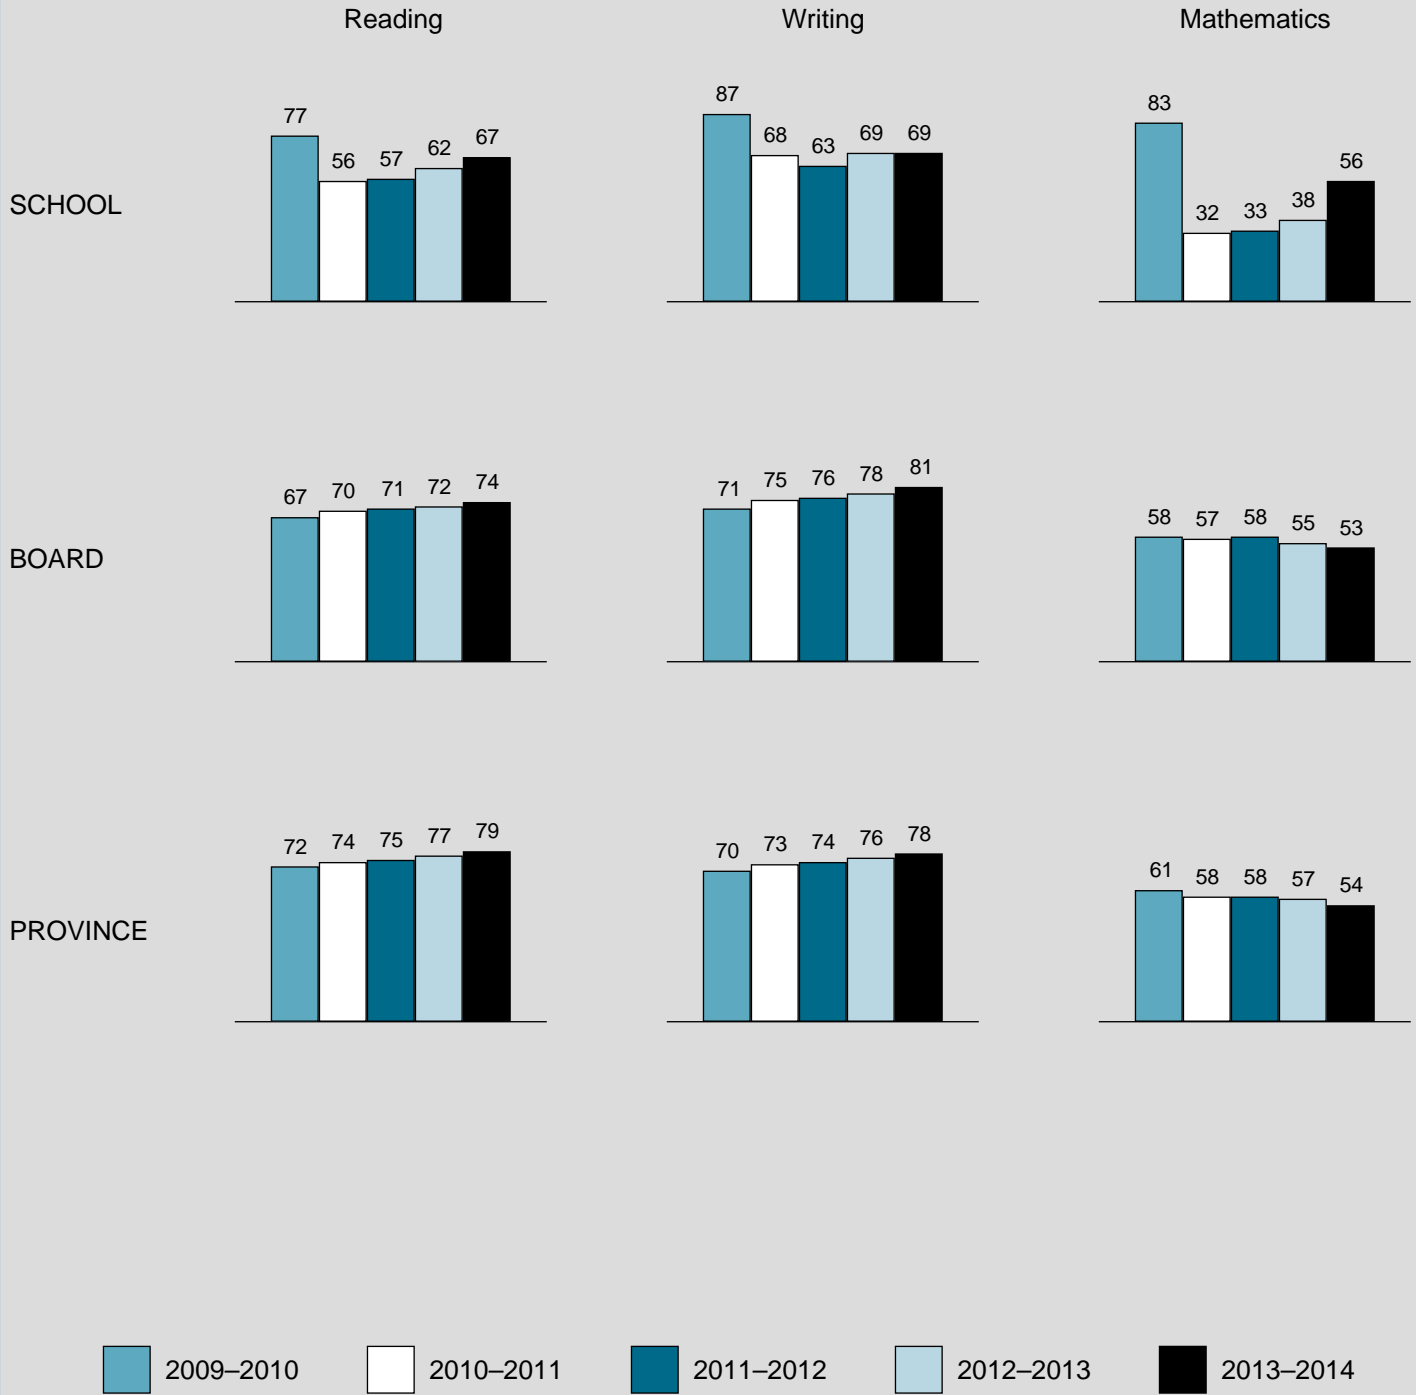 Reading Writing Mathematics
SCHOOL
77 56 57 62 67
87 68 63 69 69
83 32 33 38 56
BOARD
67 70 71 72 74
71 75 76 78 81
58 57 58 55 53
PROVINCE
72 74 75 77 79
70 73 74 76 78
61 58 58 57 54
2009–2010 2010–2011 2011–2012 2012–2013 2013–2014